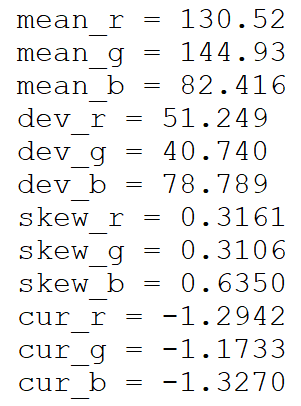 mean_r = 130.52
mean_g = 144.93
mean_b = 82.416
dev_r = 51.249
dev_g = 40.740
dev_b = 78.789
skew_r = 0.3161
skew_g = 0.3106
skew_b = 0.6350
cur_r = -1.2942
cur_g = -1.1733
cur_b = -1.3270